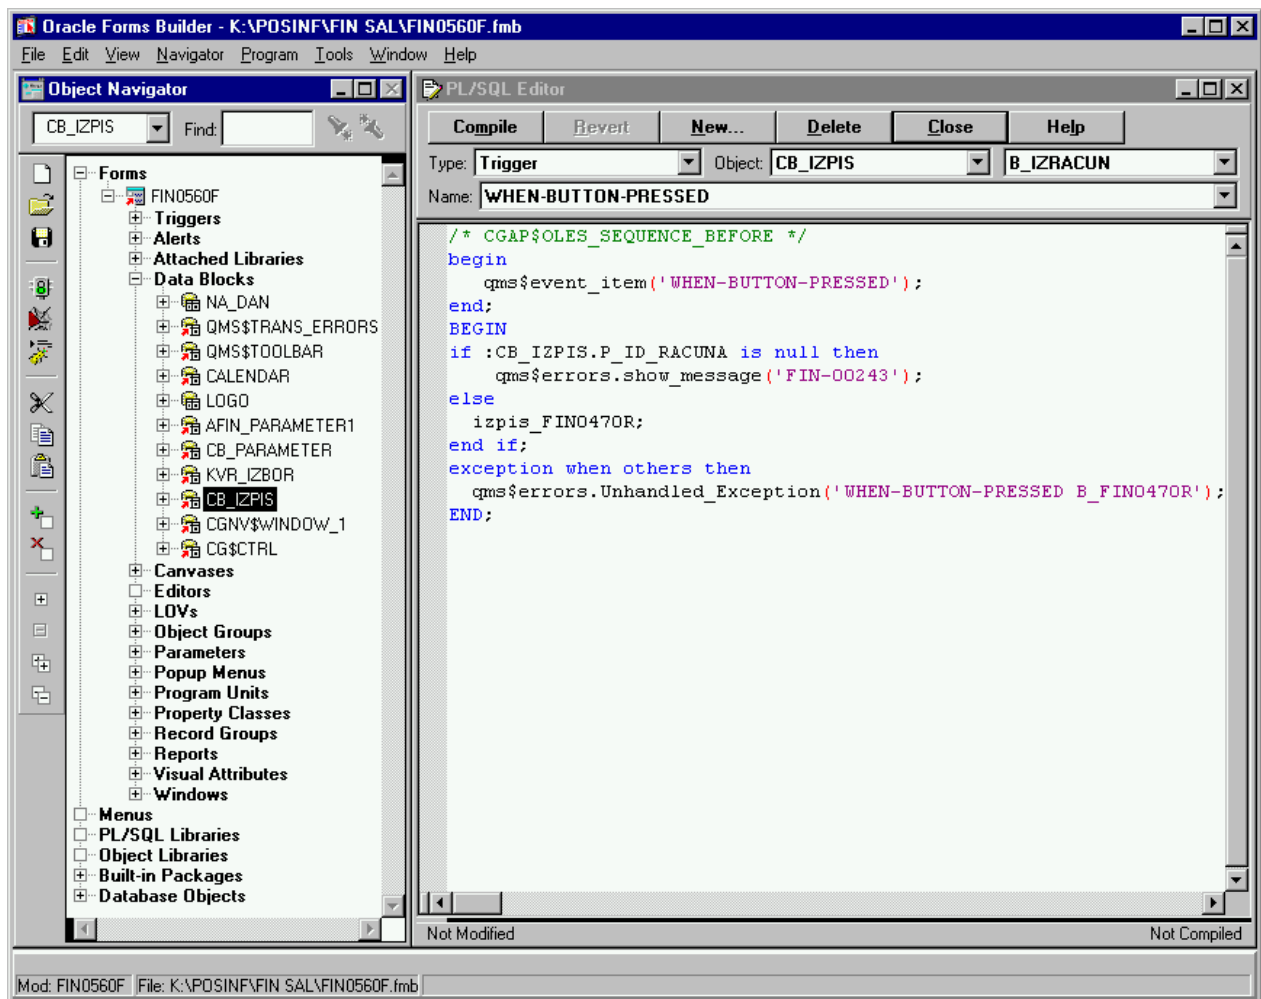 Oracle Forms Builder - K:\POSINF\FIN SAL\FIN0560F.fmb
File Edit View Navigator Program Tools Window Help
Object Navigator
CB_IZPIS Find:
Forms
FIN0560F
Triggers
Alerts
Attached Libraries
Data Blocks
NA_DAN
QMS$TRANS_ERRORS
QMS$TOOLBAR
CALENDAR
LOGO
AFIN_PARAMETER1
CB_PARAMETER
KVR_IZBOR
CB_IZPIS
CGNV$WINDOW_1
CG$CTRL
Canvases
Editors
LOVs
Object Groups
Parameters
Popup Menus
Program Units
Property Classes
Record Groups
Reports
Visual Attributes
Windows
Menus
PL/SQL Libraries
Object Libraries
Built-in Packages
Database Objects
PL/SQL Editor
Compile Revert New... Delete Close Help
Type: Trigger Object: CB_IZPIS B_IZRACUN
Name: WHEN-BUTTON-PRESSED
/* CGAP$OLES_SEQUENCE_BEFORE */
begin
qms$event_item('WHEN-BUTTON-PRESSED');
end;
BEGIN
if :CB_IZPIS.P_ID_RACUNA is null then
qms$errors.show_message('FIN-00243');
else
izpis_FIN0470R;
end if;
exception when others then
qms$errors.Unhandled_Exception('WHEN-BUTTON-PRESSED B_FIN0470R');
END;
Not Modified Not Compiled
Mod: FIN0560F File: K:\POSINF\FIN SAL\FIN0560F.fmb